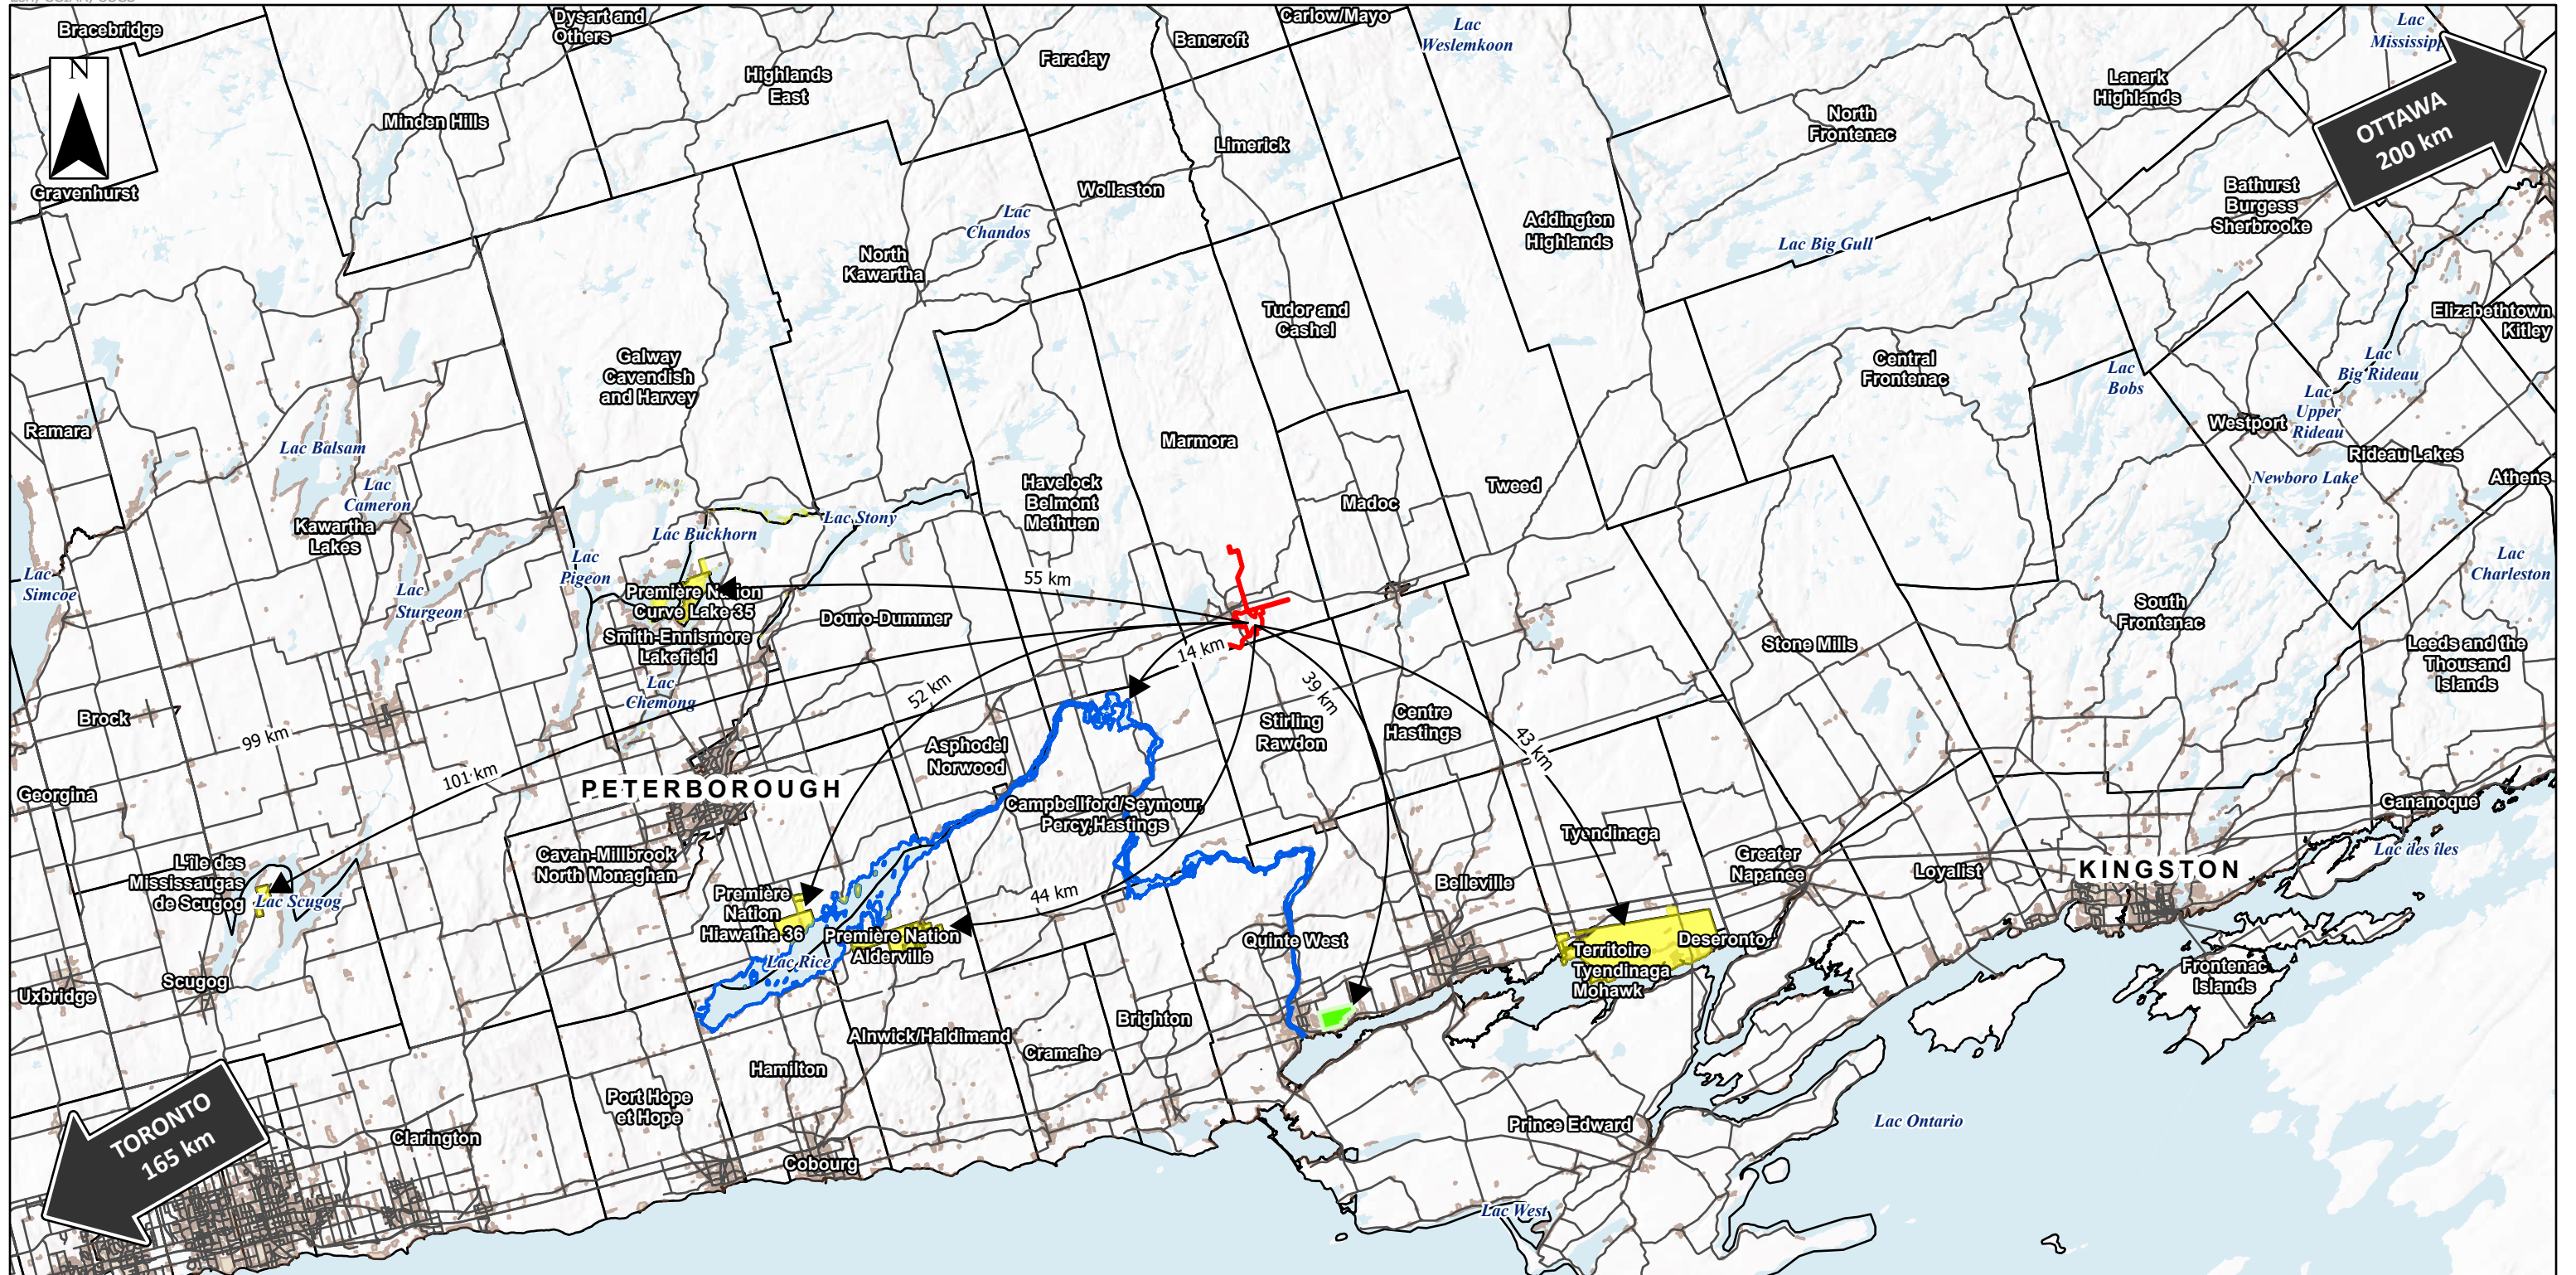 Bracebridge
Dysart and
Others
Carlow/Mayo
Bancroft
Faraday
Lac
Weslemkoon
Lac
Mississipp
N
Highlands
East
Lanark
Highlands
OTTAWA
200 km
Minden Hills
North
Frontenac
Limerick
Gravenhurst
Wollaston
Bathurst
Burgess
Sherbrooke
Lac
Chandos
Addington
Highlands
Lac Big Gull
North
Kawartha
Tudor and
Cashel
Elizabethtown
Kitley
Galway
Cavendish
and Harvey
Central
Frontenac
Lac
Big Rideau
Lac
Bobs
Lac
Upper
Rideau
Westport
Ramara
Marmora
Lac Balsam
Rideau Lakes
Newboro Lake
Athens
Lac
Cameron
Havelock
Belmont
Methuen
Madoc
Tweed
Kawartha
Lakes
Lac Stony
Lac Buckhorn
Lac
Pigeon
Lac
Simcoe
Lac
Sturgeon
Lac
Charleston
55 km
Première Nation
Curve Lake 35
Douro-Dummer
Smith-Ennismore
Lakefield
South
Frontenac
Stone Mills
Leeds and the
Thousand
Islands
14 km
52 km
39 km
Lac
Chemong
Brock
99 km
Stirling
Rawdon
Centre
Hastings
43 km
Asphodel
Norwood
101 km
PETERBOROUGH
Georgina
Campbellford/Seymour,
Percy,Hastings
Gananoque
Tyendinaga
Lac des îles
Cavan-Millbrook
North Monaghan
Greater
Napanee
Loyalist
KINGSTON
L'île des
Mississaugas
de Scugog
Lac Scugog
Belleville
44 km
Première
Nation
Hiawatha 36
Première Nation
Alderville
Lac Rice
Quinte West
Deseronto
Territoire
Tyendinaga
Mohawk
Frontenac
Islands
Scugog
Uxbridge
Brighton
Alnwick/Haldimand
Cramahe
Hamilton
Port Hope
et Hope
TORONTO
165 km
Clarington
Cobourg
Prince Edward
Lac Ontario
Lac West